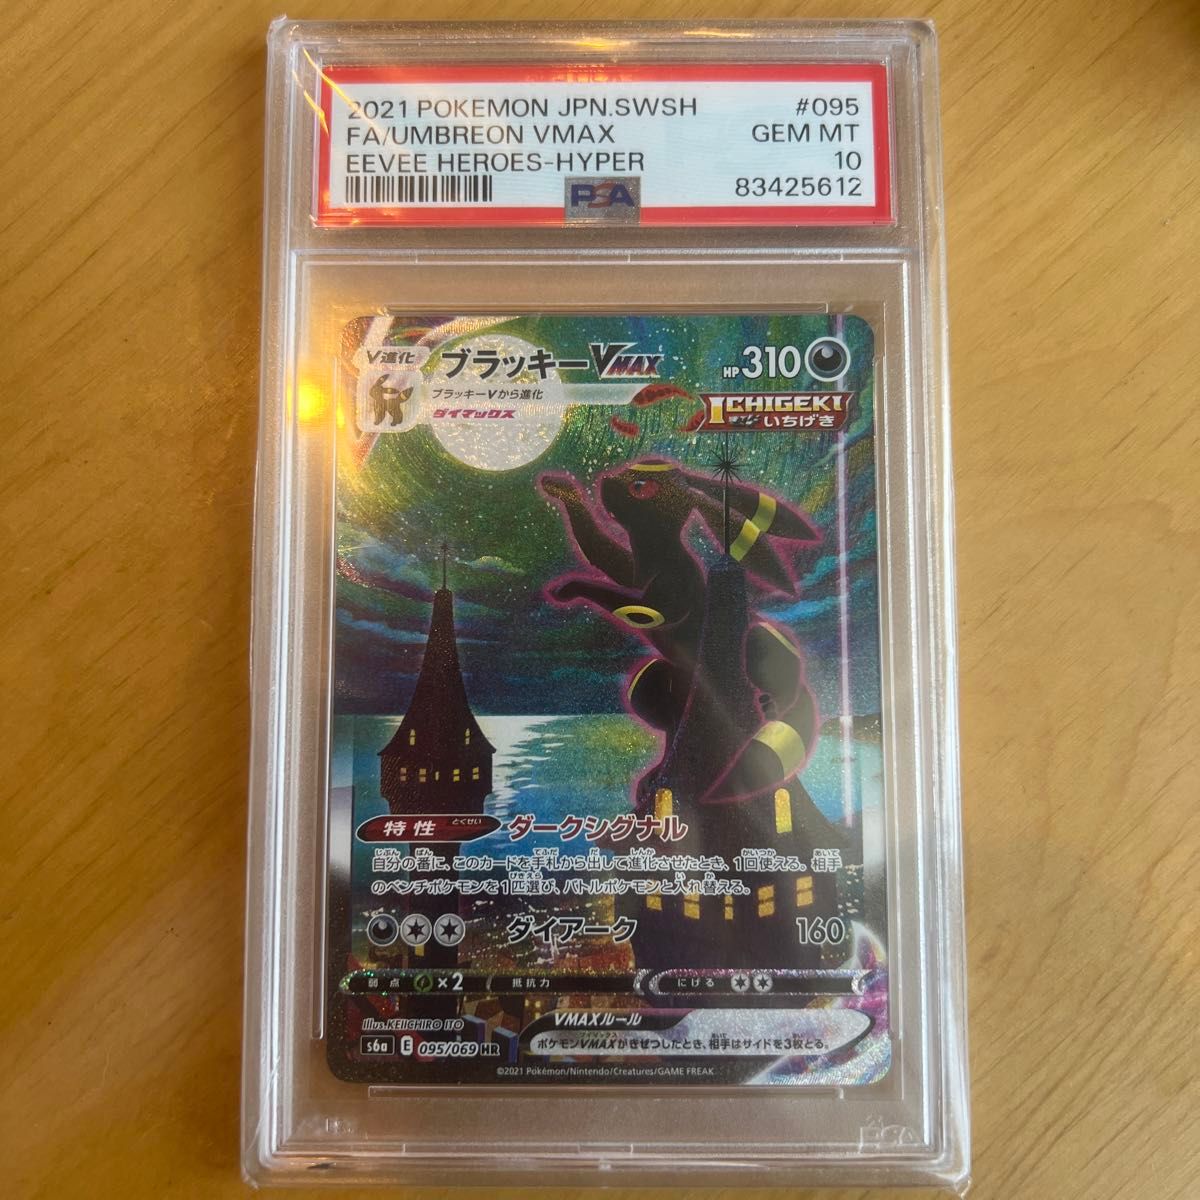 2021 POKEMON JPN.SWSH #095
FA/UMBREON VMAX GEM MT
EEVEE HEROES-HYPER 10
PSA 83425612
V進化
ブラッキーVMAX
HP310
ブラッキーVから進化
ダイマックス
ICHIGEKI
いちげき
特性 とくせい ダークシグナル
自分の番に、このカードを手札から出して進化させたとき、1回使える。相手
のベンチポケモンを1匹選び、バトルポケモンと入れ替える。
ダイアーク 160
弱点 ×2 抵抗力 にげる
Illus.KEIICHIRO ITO
VMAXルール
ポケモンVMAXがきぜつしたとき、相手はサイドを3枚とる。
s6a E 095/069 HR
©2021 Pokémon/Nintendo/Creatures/GAME FREAK